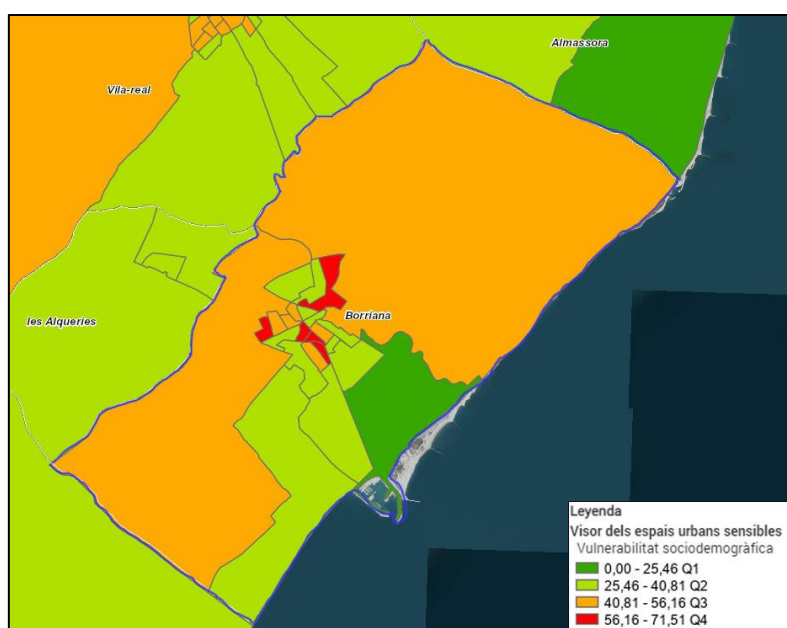 Almassora
Vila-real
les Alqueries
Borriana
Leyenda
Visor dels espais urbans sensibles
Vulnerabilitat sociodemogràfica
0,00 - 25,46 Q1
25,46 - 40,81 Q2
40,81 - 56,16 Q3
56,16 - 71,51 Q4